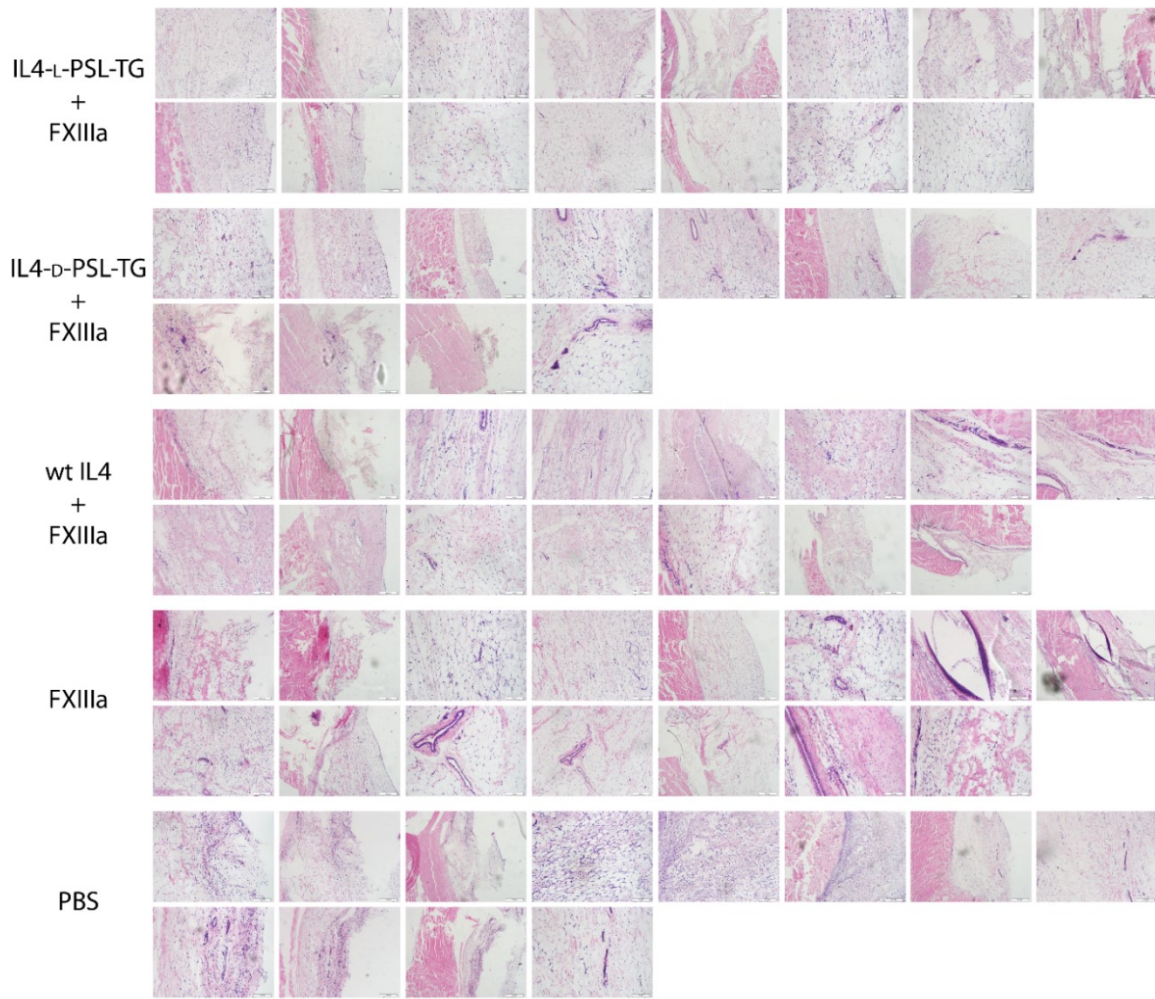 IL4-L-PSL-TG
+
FXIIIa
IL4-D-PSL-TG
+
FXIIIa
wt IL4
+
FXIIIa
FXIIIa
PBS